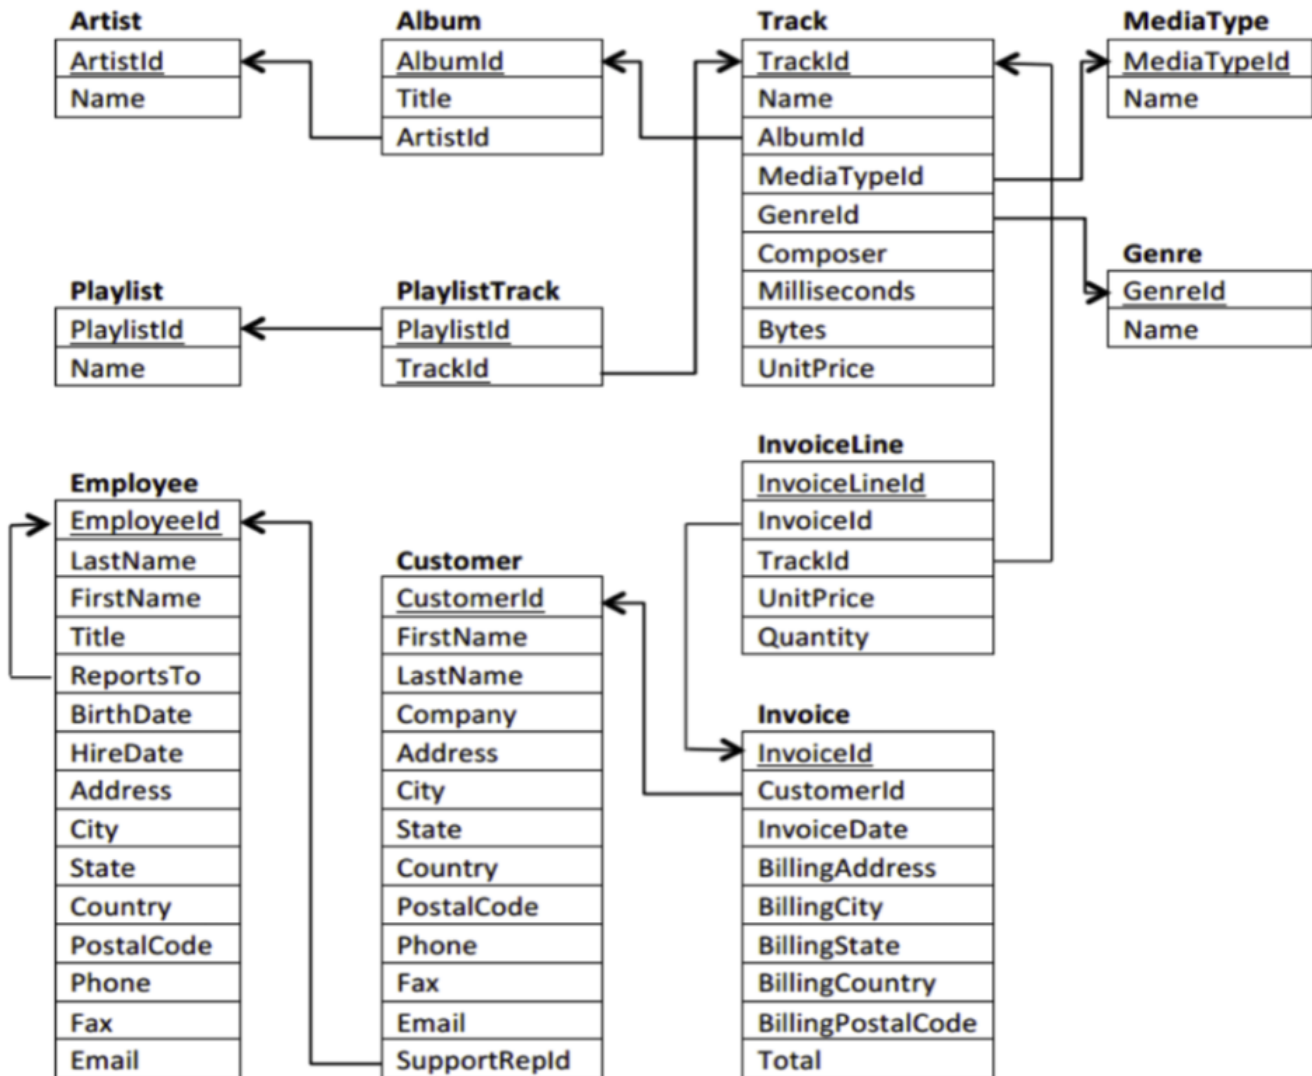 Artist
ArtistId
Name
Album
AlbumId
Title
ArtistId
Track
TrackId
Name
AlbumId
MediaTypeId
GenreId
Composer
Milliseconds
Bytes
UnitPrice
MediaType
MediaTypeId
Name
Genre
GenreId
Name
Playlist
PlaylistId
Name
PlaylistTrack
PlaylistId
TrackId
Employee
EmployeeId
LastName
FirstName
Title
ReportsTo
BirthDate
HireDate
Address
City
State
Country
PostalCode
Phone
Fax
Email
Customer
CustomerId
FirstName
LastName
Company
Address
City
State
Country
PostalCode
Phone
Fax
Email
SupportRepId
InvoiceLine
InvoiceLineId
InvoiceId
TrackId
UnitPrice
Quantity
Invoice
InvoiceId
CustomerId
InvoiceDate
BillingAddress
BillingCity
BillingState
BillingCountry
BillingPostalCode
Total